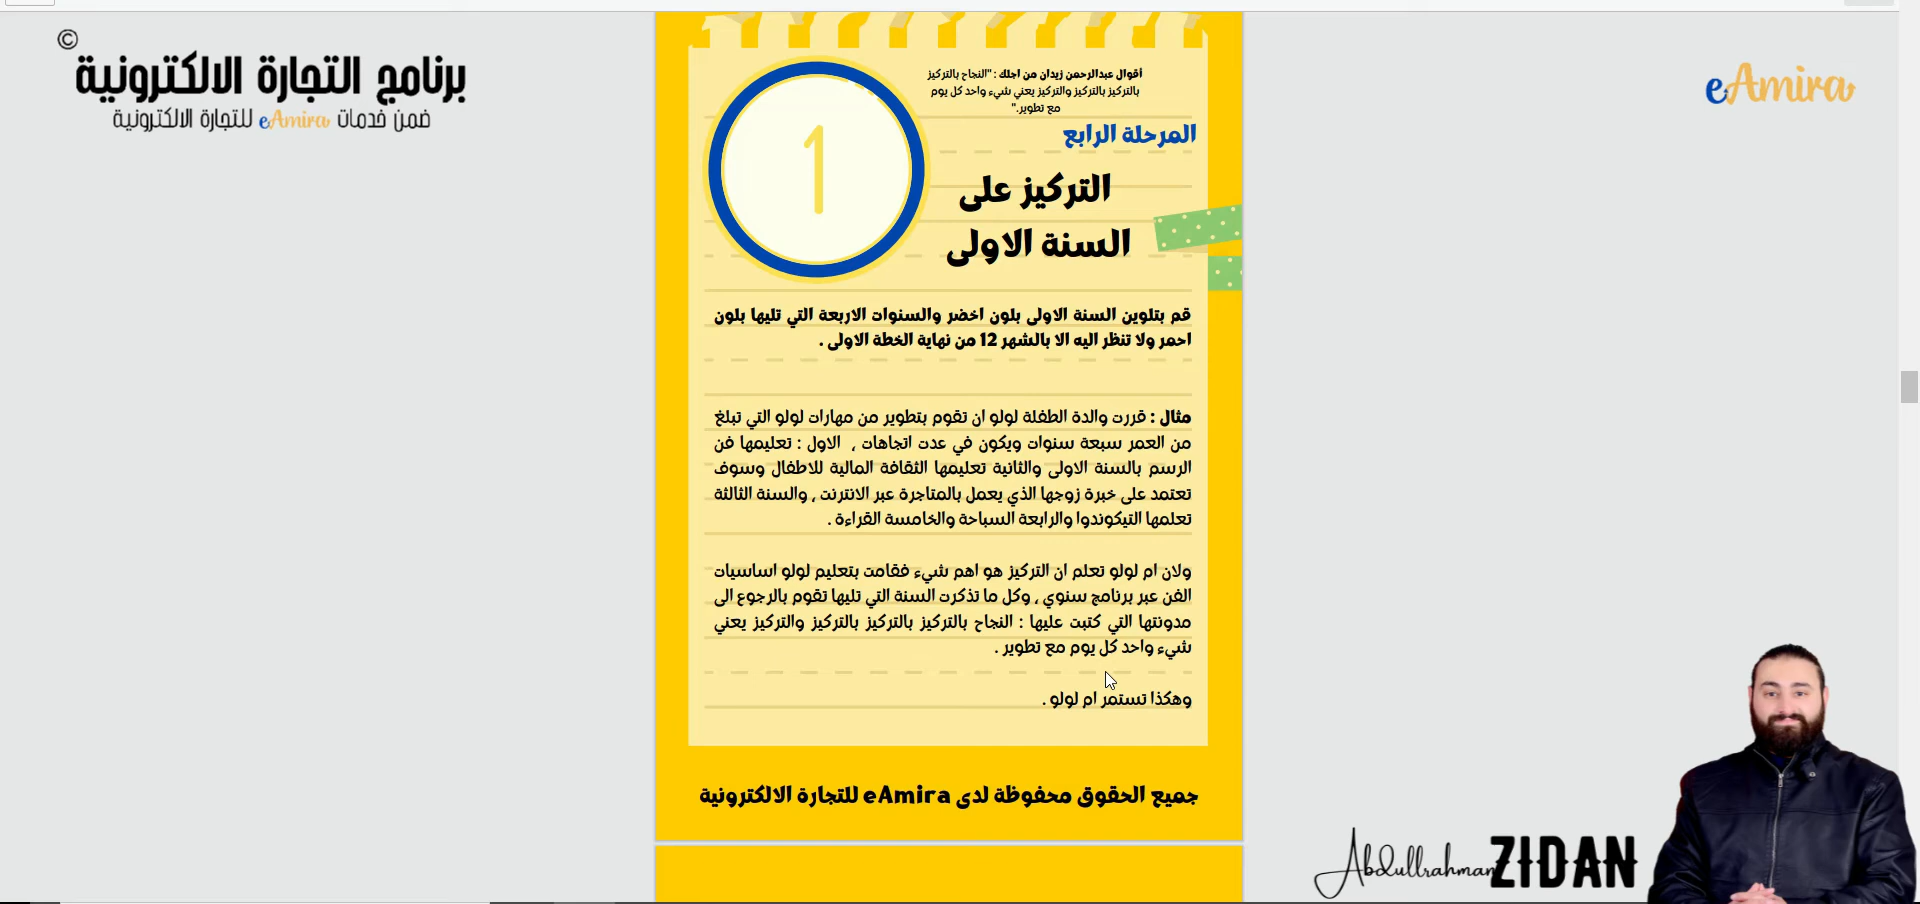 ©
برنامج التجارة الالكترونية
ضمن خدمات eAmira للتجارة الالكترونية
eAmira
أقوال عبدالرحمن زيدان من اجلك : "النجاح بالتركيز
بالتركيز بالتركيز والتركيز يعني شيء واحد كل يوم
مع تطوير."
المرحلة الرابع
1
التركيز على
السنة الاولى
قم بتلوين السنة الاولى بلون اخضر والسنوات الاربعة التي تليها بلون
احمر ولا تنظر اليه الا بالشهر 12 من نهاية الخطة الاولى .
مثال : قررت والدة الطفلة لولو ان تقوم بتطوير من مهارات لولو التي تبلغ
من العمر سبعة سنوات ويكون في عدت اتجاهات ، الاول : تعليمها فن
الرسم بالسنة الاولى والثانية تعليمها الثقافة المالية للاطفال وسوف
تعتمد على خبرة زوجها الذي يعمل بالمتاجرة عبر الانترنت ، والسنة الثالثة
تعلمها التيكوندوا والرابعة السباحة والخامسة القراءة .
ولان ام لولو تعلم ان التركيز هو اهم شيء فقامت بتعليم لولو اساسيات
الفن عبر برنامج سنوي ، وكل ما تذكرت السنة التي تليها تقوم بالرجوع الى
مدونتها التي كتبت عليها : النجاح بالتركيز بالتركيز بالتركيز والتركيز يعني
شيء واحد كل يوم مع تطوير .
وهكذا تستمر ام لولو .
جميع الحقوق محفوظة لدى eAmira للتجارة الالكترونية
Abdullrahman ZIDAN